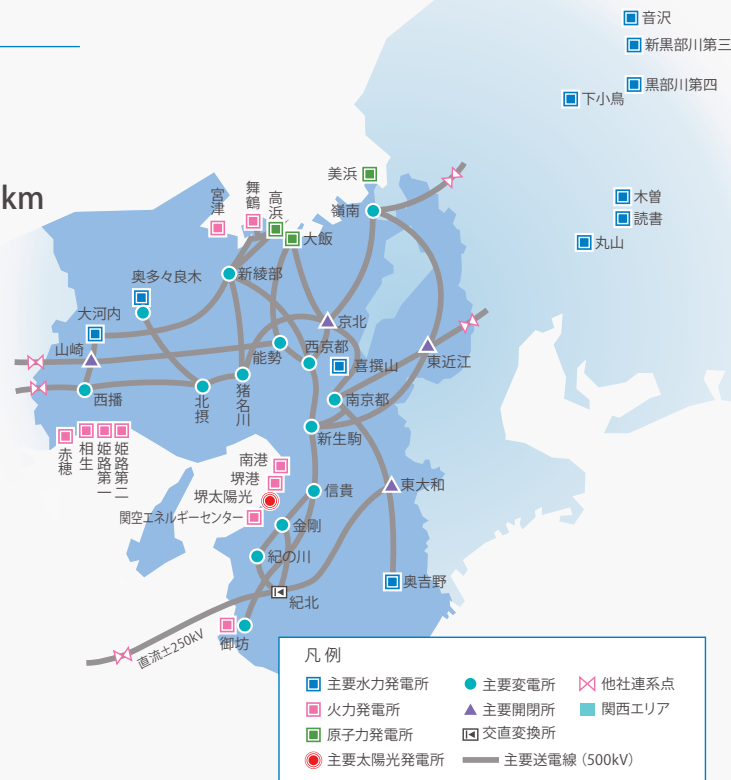 音沢
新黒部川第三
黒部川第四
下小鳥
km
木曽
読書
丸山
美浜
嶺南
宮津
舞鶴
高浜
大飯
奥多々良木
新綾部
大河内
山崎
京北
能勢
西京都
喜撰山
東近江
西播
北摂
猪名川
南京都
新生駒
赤穂
相生
姫路第一
姫路第二
南港
堺港
堺太陽光
関空エネルギーセンター
信貴
東大和
金剛
紀の川
奥吉野
紀北
御坊
直流±250kV
凡例
主要水力発電所
主要変電所
他社連系点
火力発電所
主要開閉所
関西エリア
原子力発電所
交直変換所
主要太陽光発電所
主要送電線（500kV）